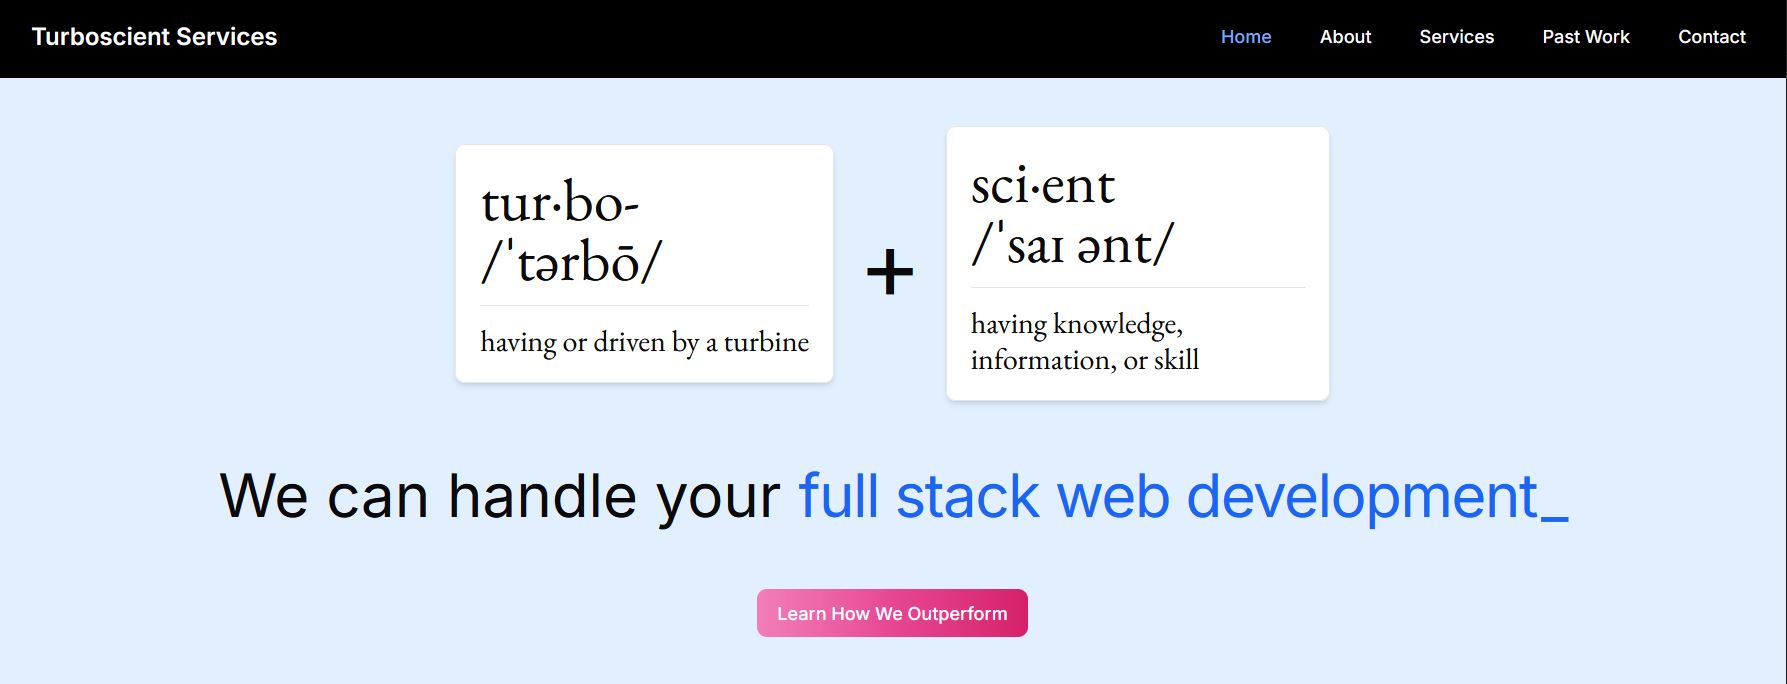 Turboscient Services
Home
About
Services
Past Work
Contact
tur·bo-
/ˈtərbō/
having or driven by a turbine
+
sci·ent
/ˈsaɪ ənt/
having knowledge,
information, or skill
We can handle your full stack web development_
Learn How We Outperform